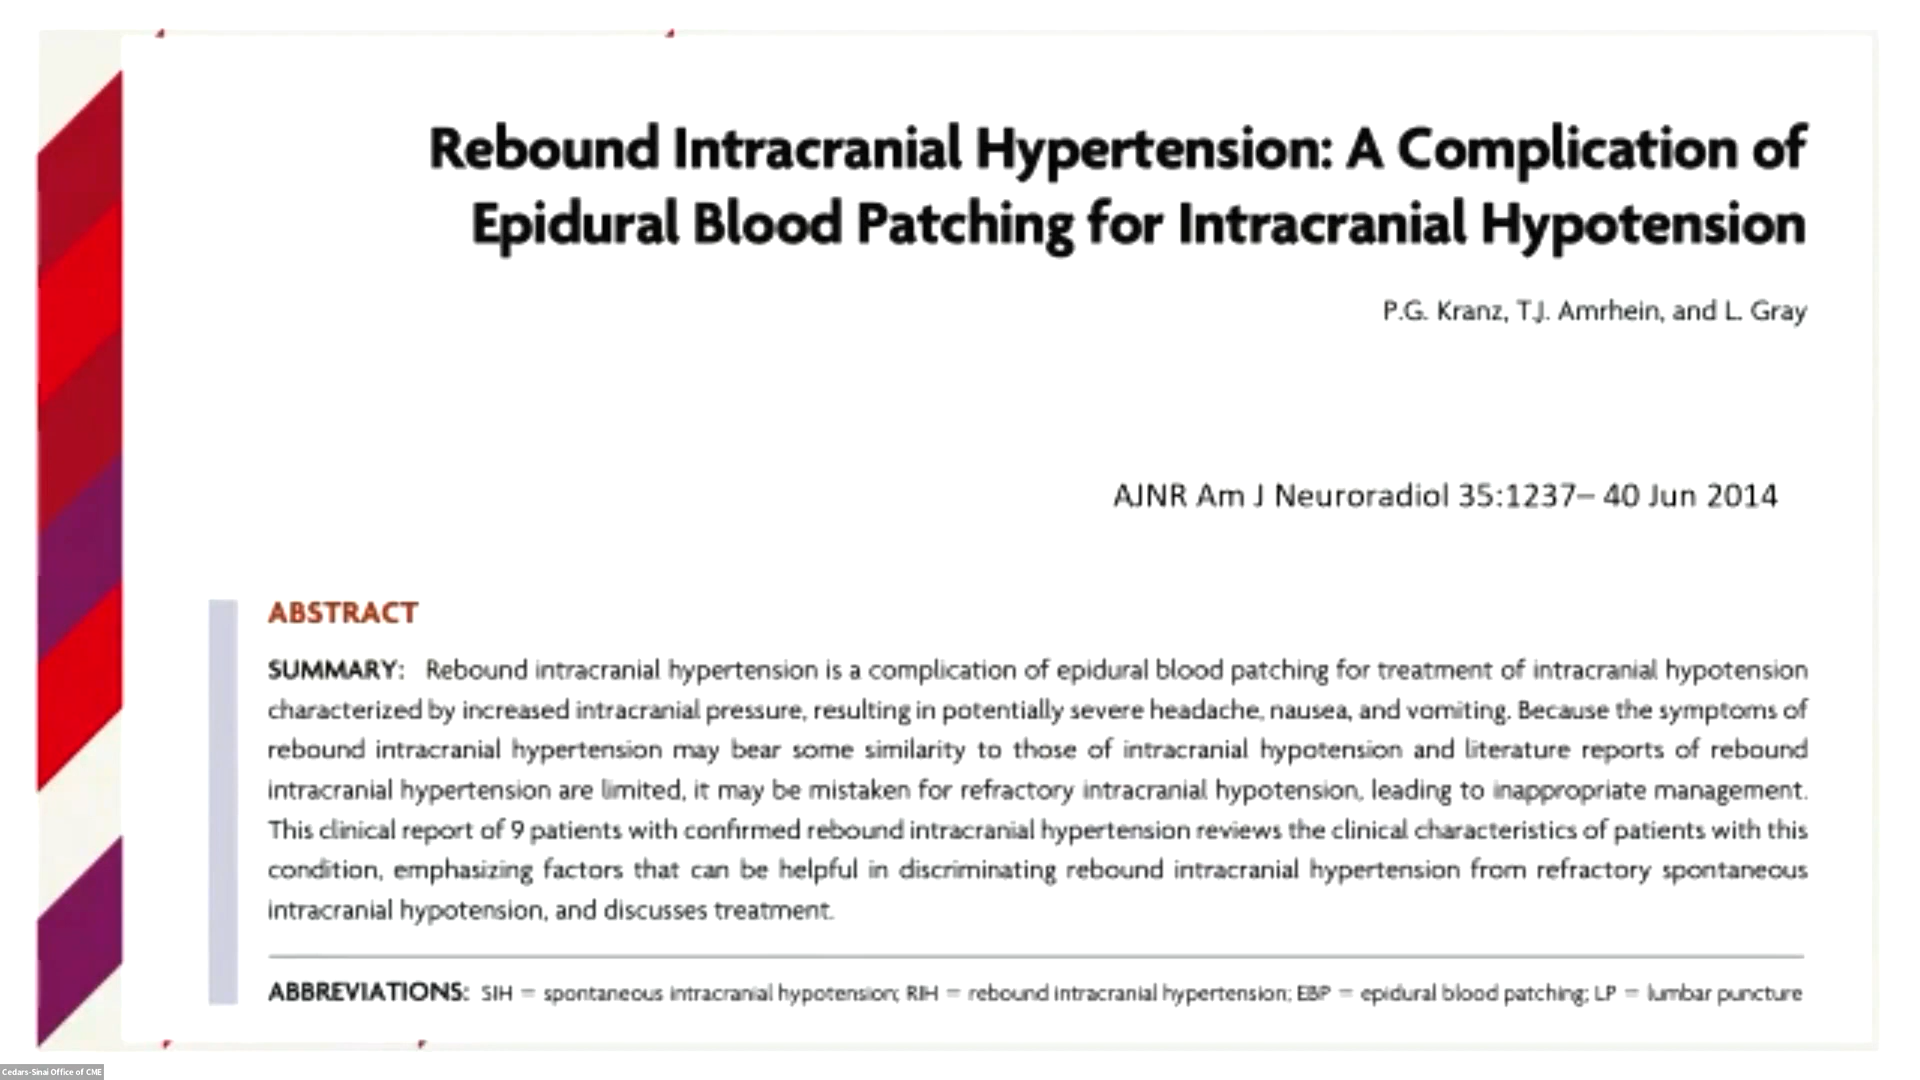 Rebound Intracranial Hypertension: A Complication of
Epidural Blood Patching for Intracranial Hypotension
P.G. Kranz, T.J. Amrhein, and L. Gray
AJNR Am J Neuroradiol 35:1237– 40 Jun 2014
ABSTRACT
SUMMARY: Rebound intracranial hypertension is a complication of epidural blood patching for treatment of intracranial hypotension
characterized by increased intracranial pressure, resulting in potentially severe headache, nausea, and vomiting. Because the symptoms of
rebound intracranial hypertension may bear some similarity to those of intracranial hypotension and literature reports of rebound
intracranial hypertension are limited, it may be mistaken for refractory intracranial hypotension, leading to inappropriate management.
This clinical report of 9 patients with confirmed rebound intracranial hypertension reviews the clinical characteristics of patients with this
condition, emphasizing factors that can be helpful in discriminating rebound intracranial hypertension from refractory spontaneous
intracranial hypotension, and discusses treatment.
ABBREVIATIONS: SIH = spontaneous intracranial hypotension; RIH = rebound intracranial hypertension; EBP = epidural blood patching; LP = lumbar puncture
Cedars-Sinai Office of CME